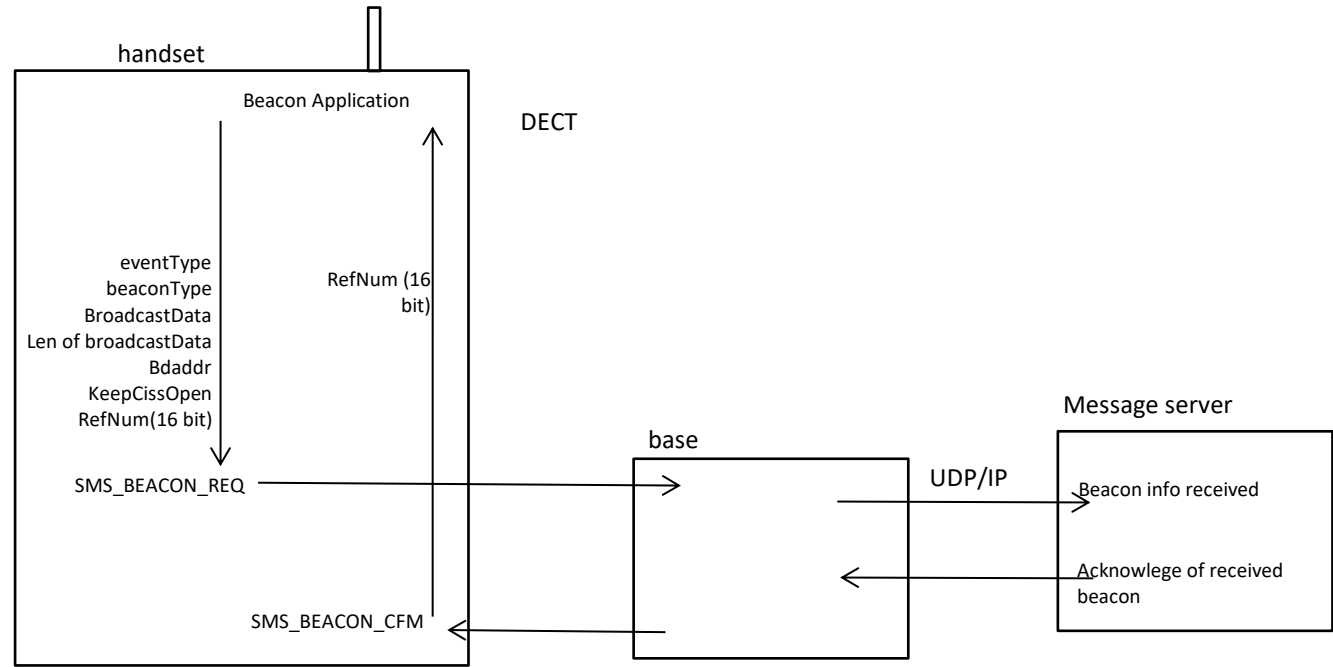 handset
Beacon Application
DECT
eventType
beaconType
BroadcastData
Len of broadcastData
Bdaddr
KeepCissOpen
RefNum(16 bit)
RefNum (16
bit)
SMS_BEACON_REQ
SMS_BEACON_CFM
base
UDP/IP
Message server
Beacon info received
Acknowlege of received
beacon